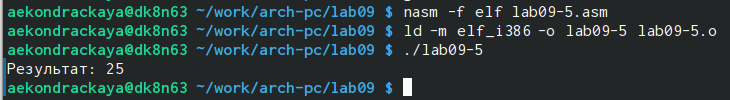 aekondrackaya@dk8n63 ~/work/arch-pc/lab09 $ nasm -f elf lab09-5.asm
aekondrackaya@dk8n63 ~/work/arch-pc/lab09 $ ld -m elf_i386 -o lab09-5 lab09-5.o
aekondrackaya@dk8n63 ~/work/arch-pc/lab09 $ ./lab09-5
Результат: 25
aekondrackaya@dk8n63 ~/work/arch-pc/lab09 $